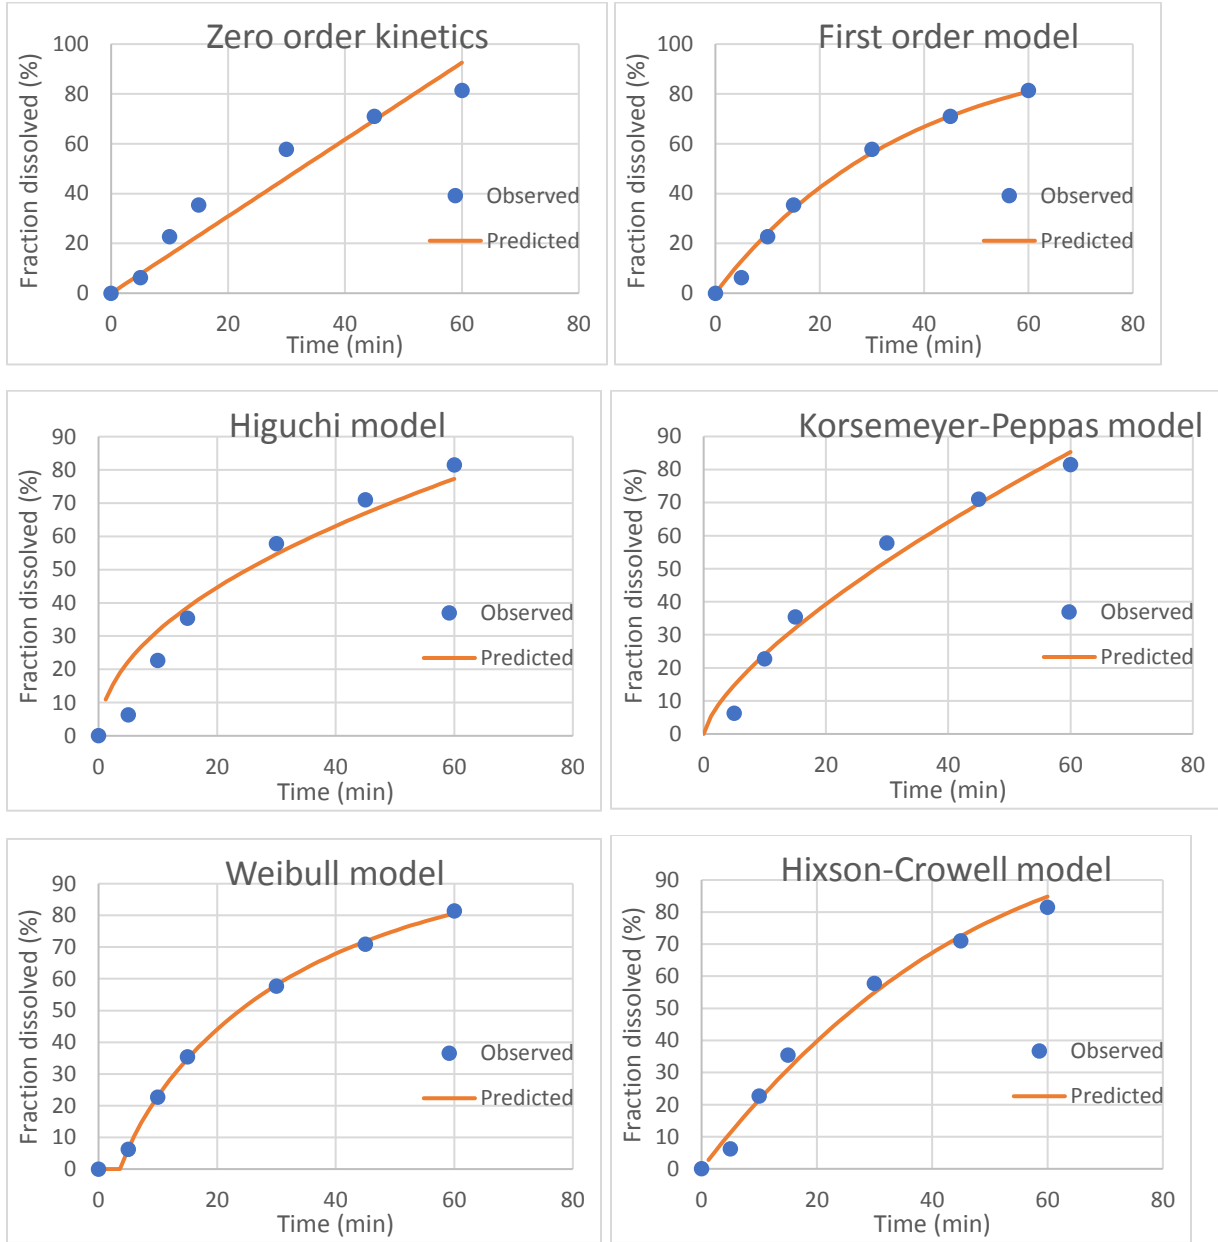 Zero order kinetics
Fraction dissolved (%)
100
80
60
40
20
0
0 20 40 60 80
Time (min)
Observed
Predicted
First order model
Fraction dissolved (%)
100
80
60
40
20
0
0 20 40 60 80
Time (min)
Observed
Predicted
Higuchi model
Fraction dissolved (%)
90
80
70
60
50
40
30
20
10
0
0 20 40 60 80
Time (min)
Observed
Predicted
Korsemeyer-Peppas model
Fraction dissolved (%)
90
80
70
60
50
40
30
20
10
0
0 20 40 60 80
Time (min)
Observed
Predicted
Weibull model
Fraction dissolved (%)
90
80
70
60
50
40
30
20
10
0
0 20 40 60 80
Time (min)
Observed
Predicted
Hixson-Crowell model
Fraction dissolved (%)
90
80
70
60
50
40
30
20
10
0
0 20 40 60 80
Time (min)
Observed
Predicted